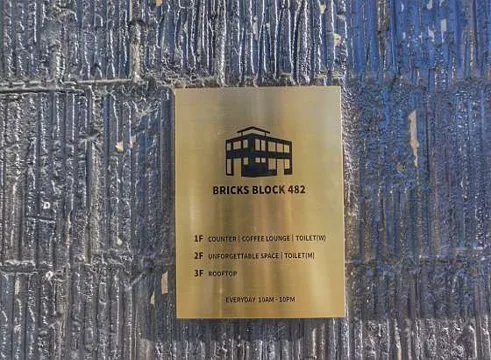 BRICKS BLOCK 482
1F COUNTER | COFFEE LOUNGE | TOILET(W)
2F UNFORGETTABLE SPACE | TOILET(M)
3F ROOFTOP
EVERYDAY 10AM - 10PM